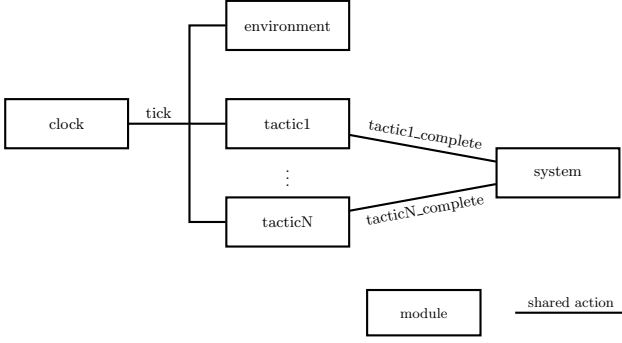 environment
tick
clock
tactic1
tactic1_complete
⋮
system
tacticN
tacticN_complete
module
shared action